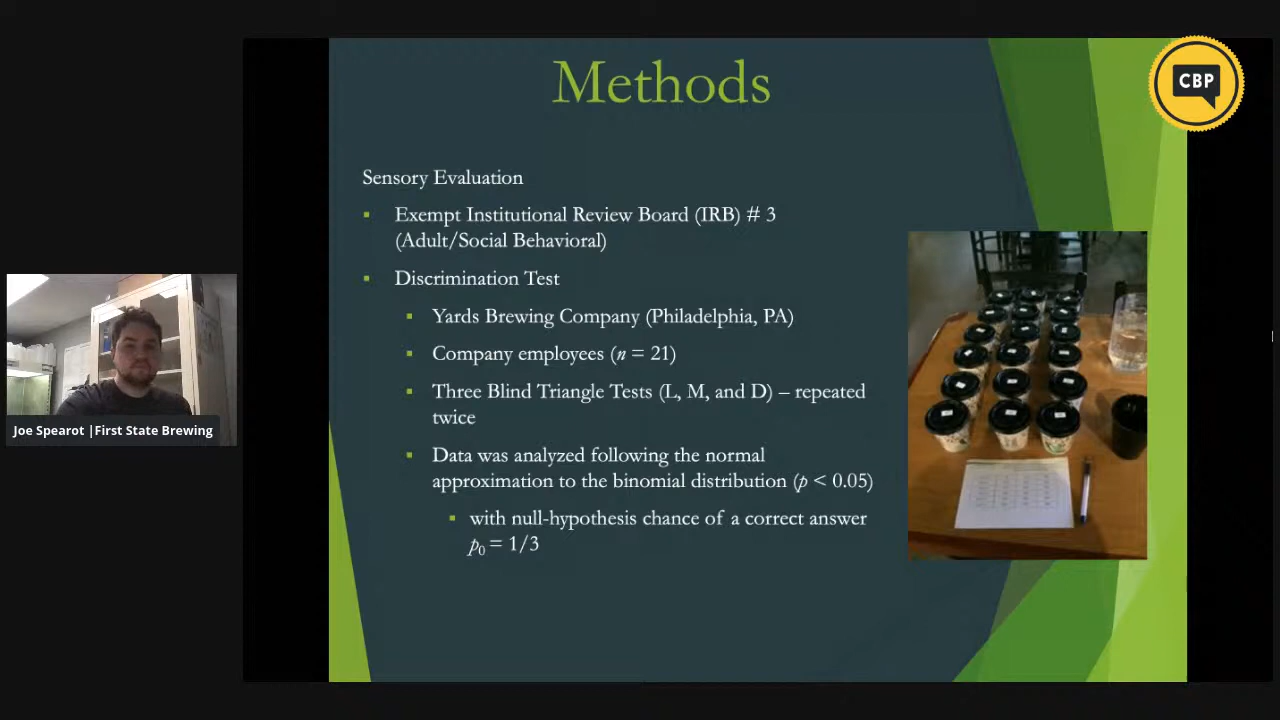 Methods
CBP
Sensory Evaluation
Exempt Institutional Review Board (IRB) # 3
(Adult/Social Behavioral)
Discrimination Test
Yards Brewing Company (Philadelphia, PA)
Company employees (n = 21)
Three Blind Triangle Tests (L, M, and D) – repeated
twice
Data was analyzed following the normal
approximation to the binomial distribution (p < 0.05)
with null-hypothesis chance of a correct answer
p₀ = 1/3
Joe Spearot |First State Brewing